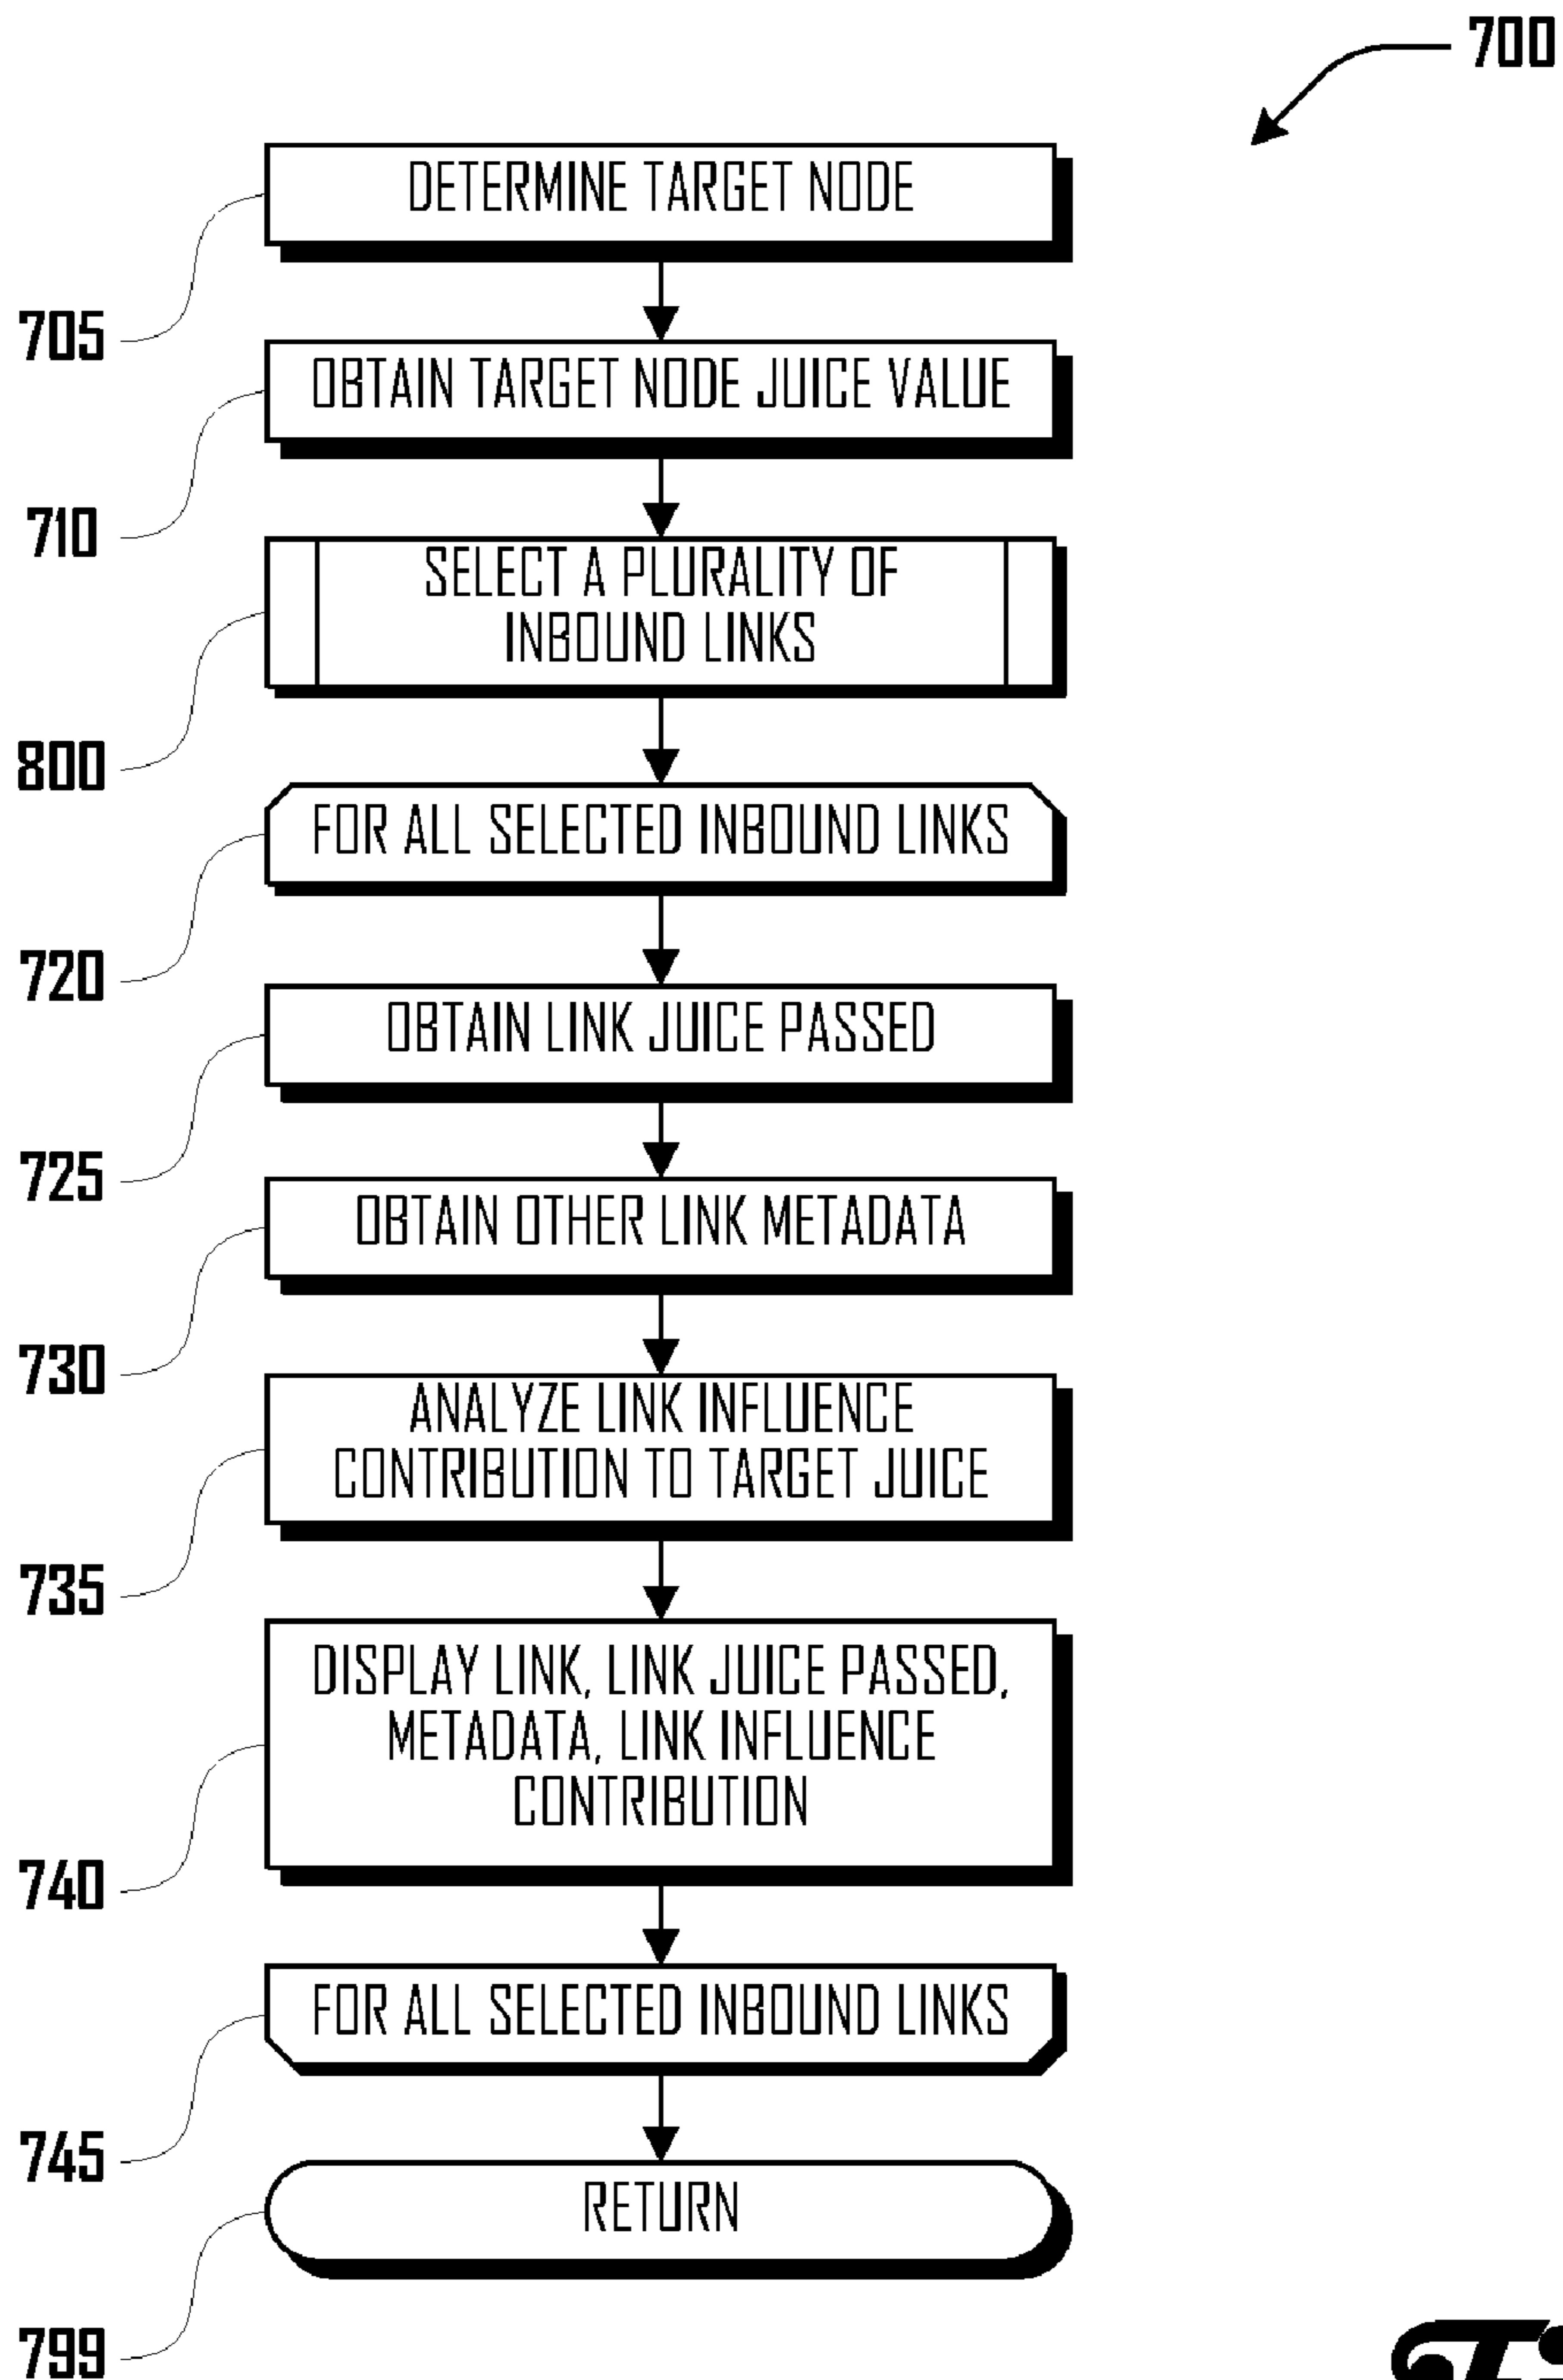 700
DETERMINE TARGET NODE
705
OBTAIN TARGET NODE JUICE VALUE
710
SELECT A PLURALITY OF
INBOUND LINKS
800
FOR ALL SELECTED INBOUND LINKS
720
OBTAIN LINK JUICE PASSED
725
OBTAIN OTHER LINK METADATA
730
ANALYZE LINK INFLUENCE
CONTRIBUTION TO TARGET JUICE
735
DISPLAY LINK, LINK JUICE PASSED,
METADATA, LINK INFLUENCE
CONTRIBUTION
740
FOR ALL SELECTED INBOUND LINKS
745
RETURN
799